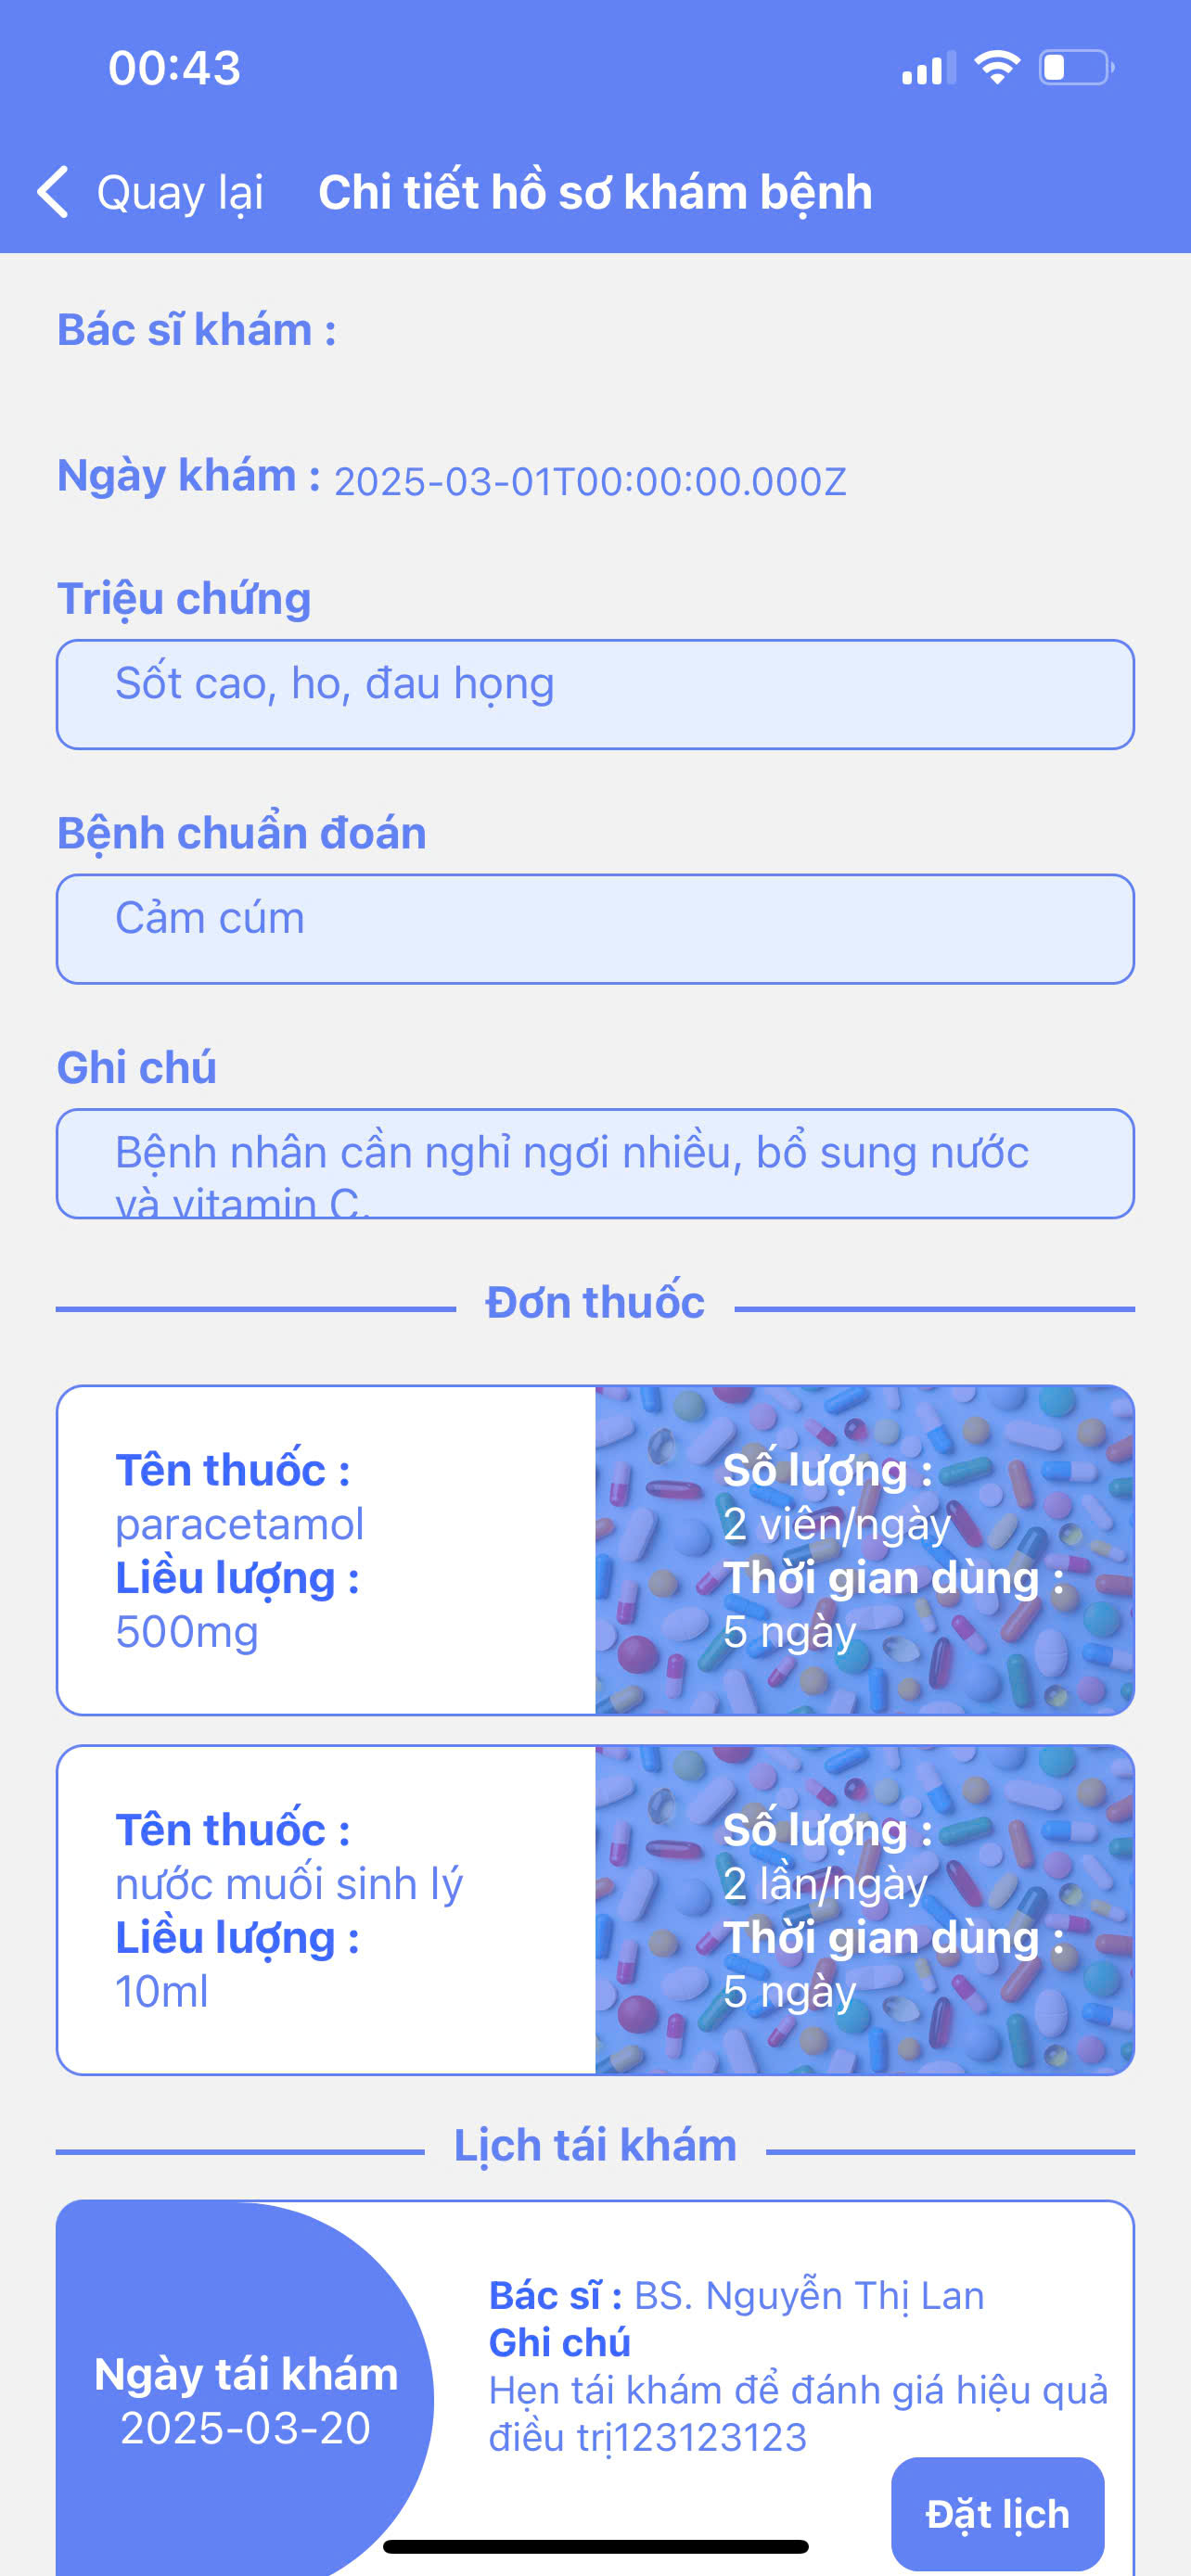 00:43
Quay lại Chi tiết hồ sơ khám bệnh
Bác sĩ khám :
Ngày khám : 2025-03-01T00:00:00.000Z
Triệu chứng
Sốt cao, ho, đau họng
Bệnh chuẩn đoán
Cảm cúm
Ghi chú
Bệnh nhân cần nghỉ ngơi nhiều, bổ sung nước
và vitamin C.
Đơn thuốc
Tên thuốc :
paracetamol
Liều lượng :
500mg
Số lượng :
2 viên/ngày
Thời gian dùng :
5 ngày
Tên thuốc :
nước muối sinh lý
Liều lượng :
10ml
Số lượng :
2 lần/ngày
Thời gian dùng :
5 ngày
Lịch tái khám
Ngày tái khám
2025-03-20
Bác sĩ : BS. Nguyễn Thị Lan
Ghi chú
Hẹn tái khám để đánh giá hiệu quả
điều trị123123123
Đặt lịch